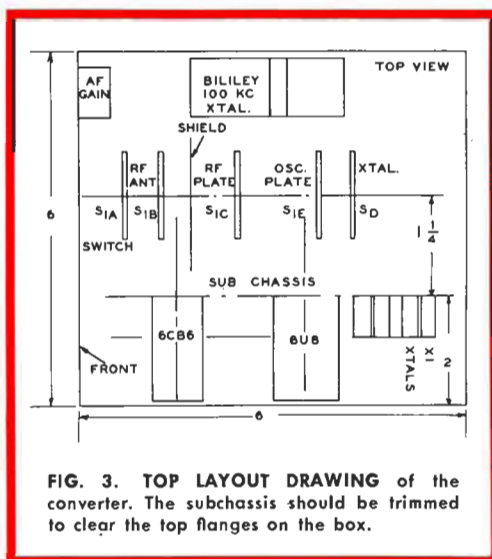 TOP VIEW
AF
GAIN
BILILEY
100 KC
XTAL.
SHIELD
RF
ANT
RF
PLATE
OSC.
PLATE
XTAL.
S1A
S1B
S1C
S1E
SD
SWITCH
1 1/4
6
SUB CHASSIS
6CB6
6U8
X1
XTALS
2
FRONT
6
FIG. 3. TOP LAYOUT DRAWING of the
converter. The subchassis should be trimmed
to clear the top flanges on the box.